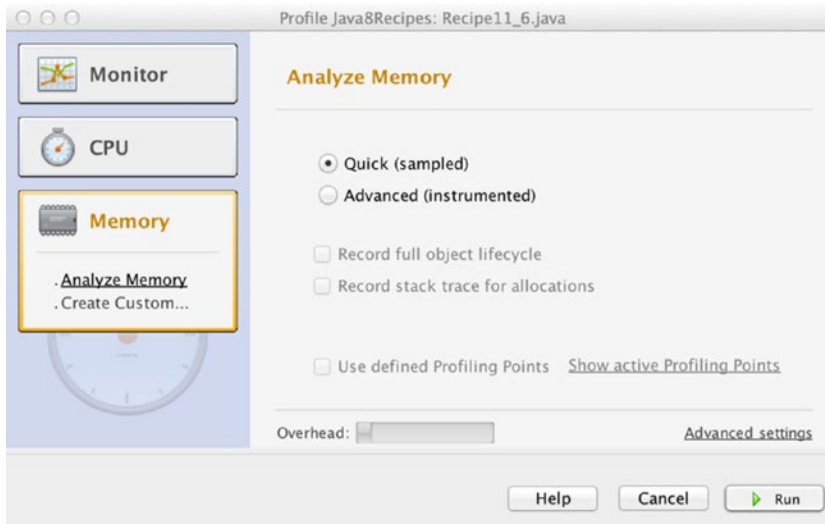 Profile Java8Recipes: Recipe11_6.java
Monitor
CPU
Memory
. Analyze Memory
. Create Custom...
Analyze Memory
Quick (sampled)
Advanced (instrumented)
Record full object lifecycle
Record stack trace for allocations
Use defined Profiling Points Show active Profiling Points
Overhead: Advanced settings
Help Cancel Run